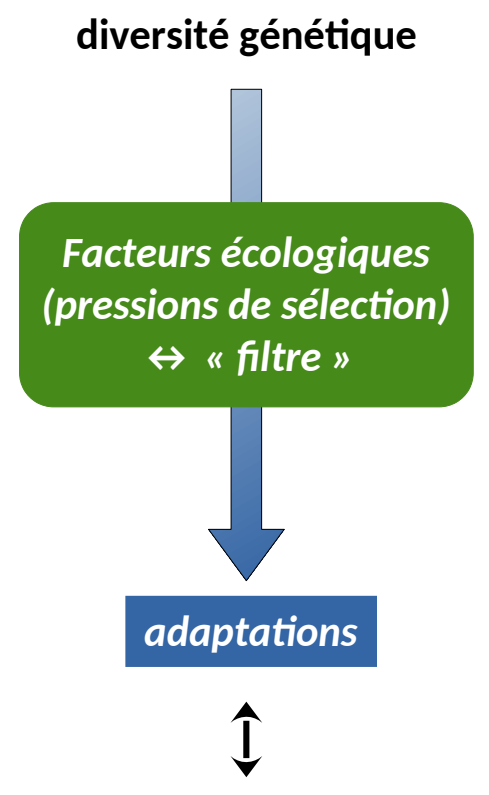 diversité génétique
Facteurs écologiques
(pressions de sélection)
↔ « filtre »
adaptations